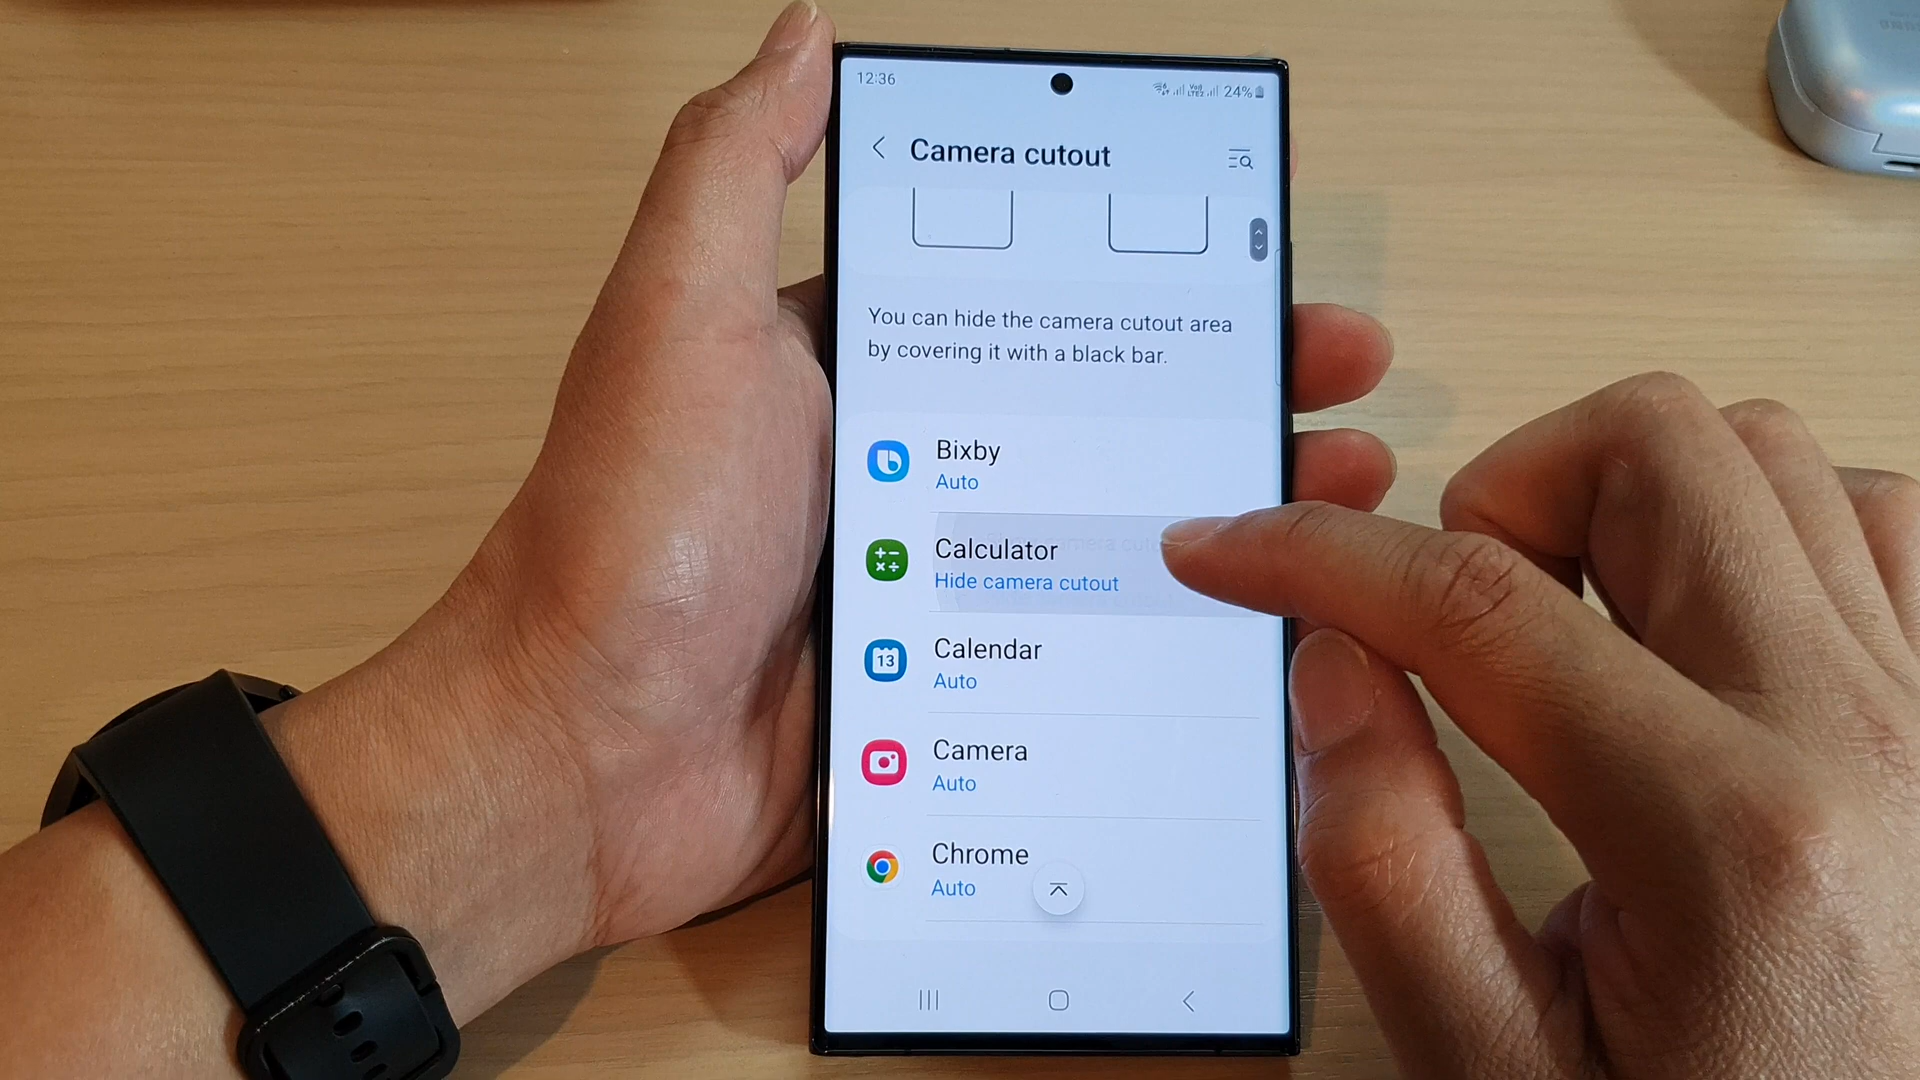 12:36
24%
Camera cutout
You can hide the camera cutout area
by covering it with a black bar.
Bixby
Auto
Calculator
Hide camera cutout
13
Calendar
Auto
Camera
Auto
Chrome
Auto